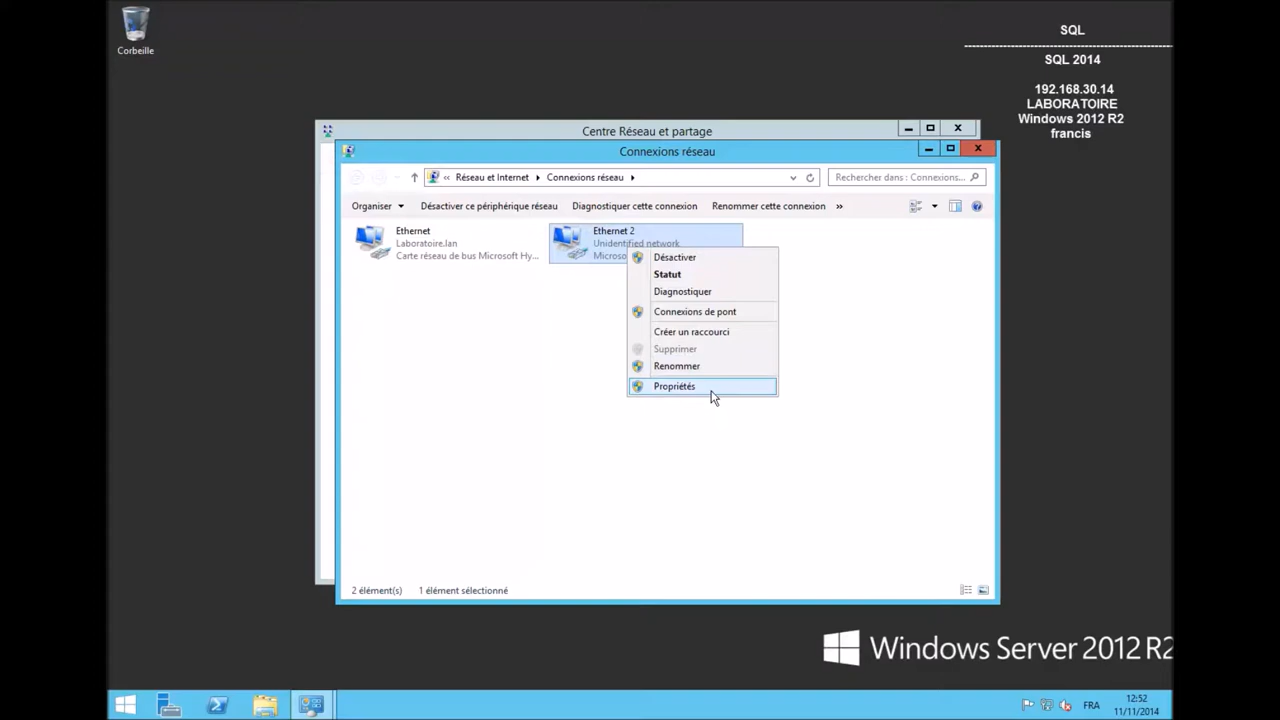 Corbeille
SQL
SQL 2014
192.168.30.14
LABORATOIRE
Windows 2012 R2
francis
Centre Réseau et partage
Connexions réseau
« Réseau et Internet Connexions réseau
Rechercher dans : Connexions...
Organiser Désactiver ce périphérique réseau Diagnostiquer cette connexion Renommer cette connexion »
Ethernet
Laboratoire.lan
Carte réseau de bus Microsoft Hy...
Ethernet 2
Unidentified network
Microso
Désactiver
Statut
Diagnostiquer
Connexions de pont
Créer un raccourci
Supprimer
Renommer
Propriétés
2 élément(s) 1 élément sélectionné
Windows Server 2012 R2
FRA
12:52
11/11/2014